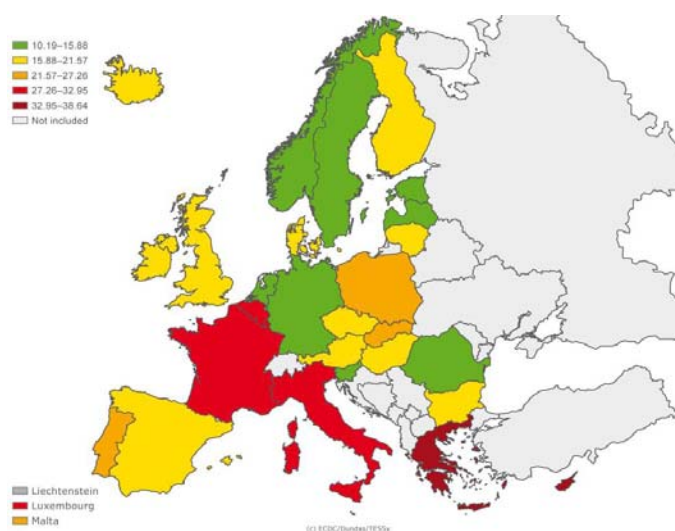 10.19–15.88
15.88–21.57
21.57–27.26
27.26–32.95
32.95–38.64
Not included
Liechtenstein
Luxembourg
Malta
(c) ECDC/Dundas/TESSy